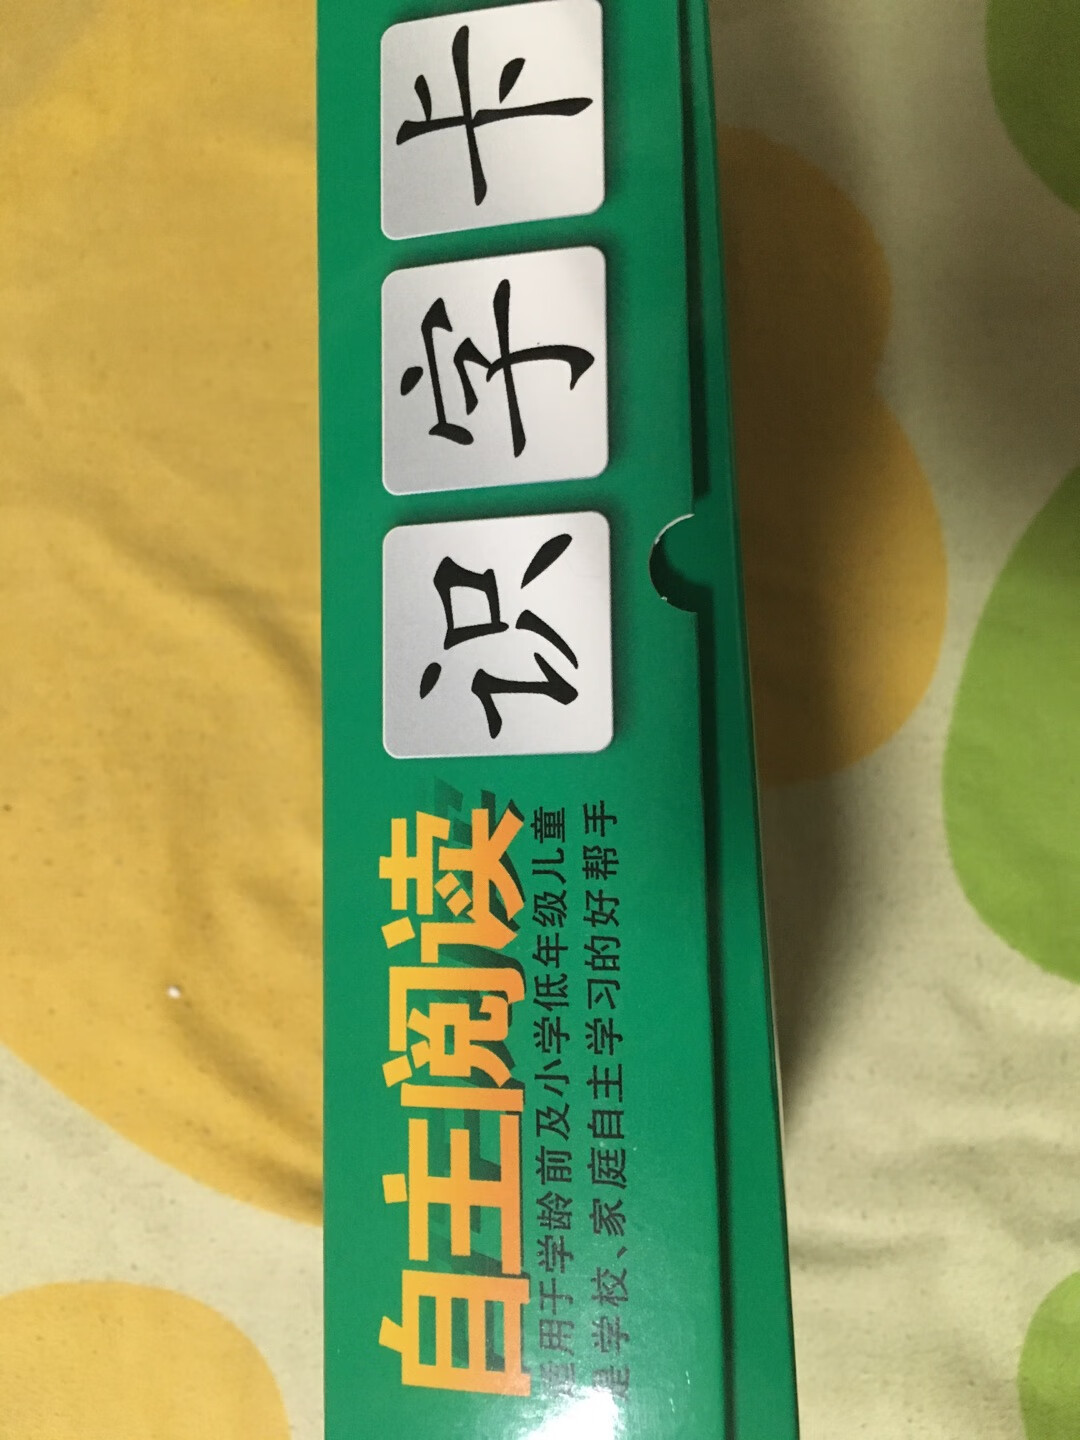 自主阅读
识字卡
适用于学龄前及小学低年级儿童
是学校、家庭自主学习的好帮手